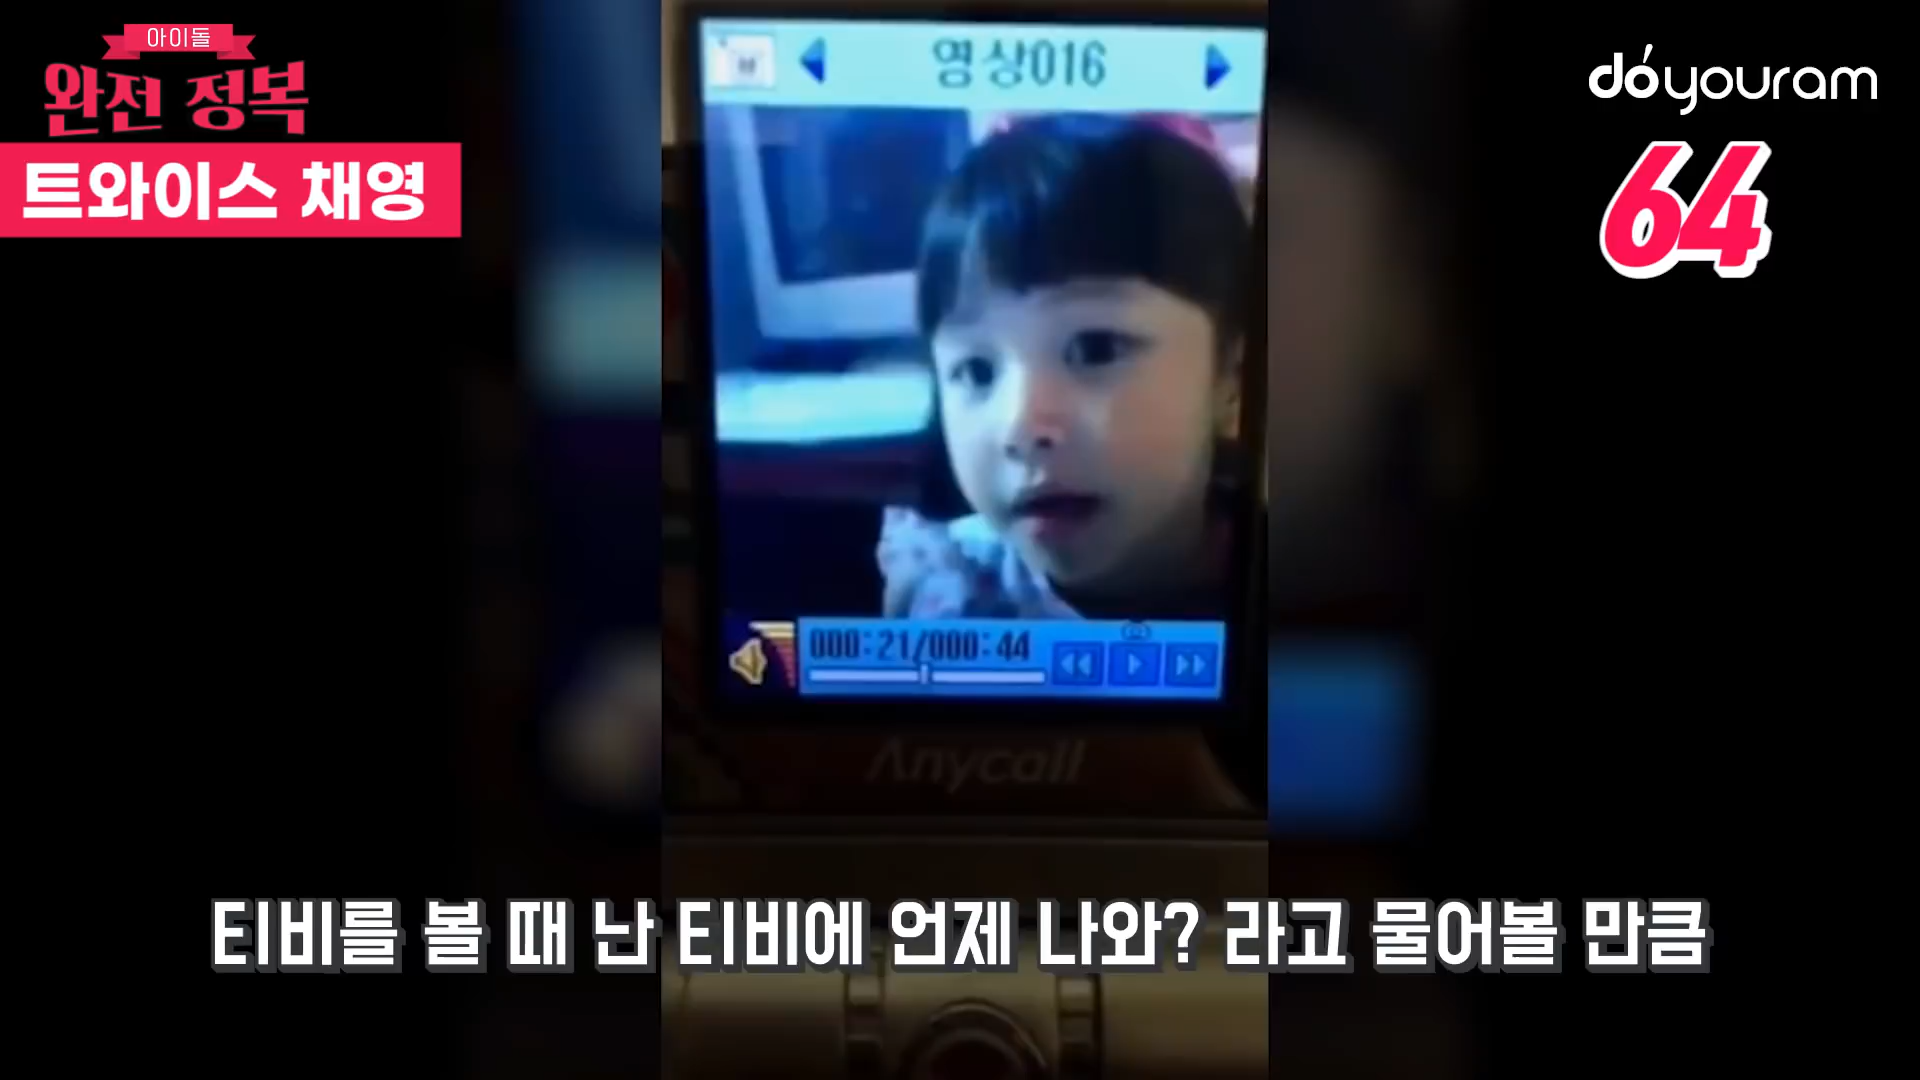 아이돌
완전 정복
트와이스 채영
dóyouram
64
영상016
000:21/000:44
Anycall
티비를 볼 때 난 티비에 언제 나와? 라고 물어볼 만큼